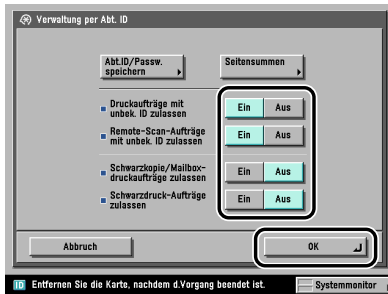 Verwaltung per Abt. ID
Abt.ID/Passw.
speichern
Seitensummen
Druckaufträge mit
unbek. ID zulassen
Ein
Aus
Remote-Scan-Aufträge
mit unbek. ID zulassen
Ein
Aus
Schwarzkopie/Mailbox-
druckaufträge zulassen
Ein
Aus
Schwarzdruck-Aufträge
zulassen
Ein
Aus
Abbruch
OK
ID Entfernen Sie die Karte, nachdem d.Vorgang beendet ist.
Systemmonitor